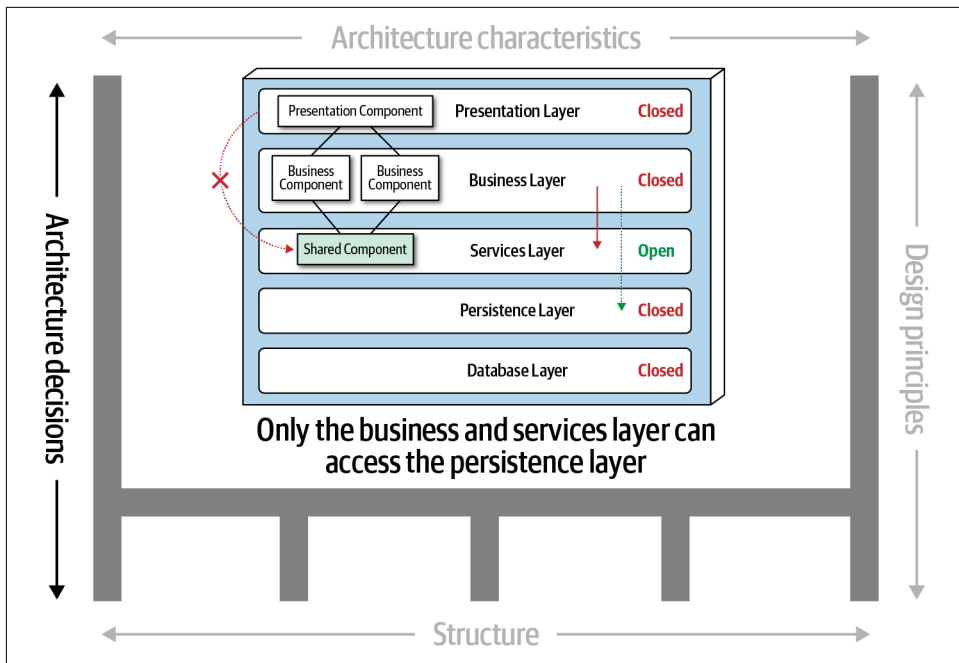 Architecture characteristics
Architecture decisions
Presentation Component
Presentation Layer
Closed
Business
Component
Business
Component
Business Layer
Closed
Shared Component
Services Layer
Open
Persistence Layer
Closed
Database Layer
Closed
Only the business and services layer can
access the persistence layer
Design principles
Structure